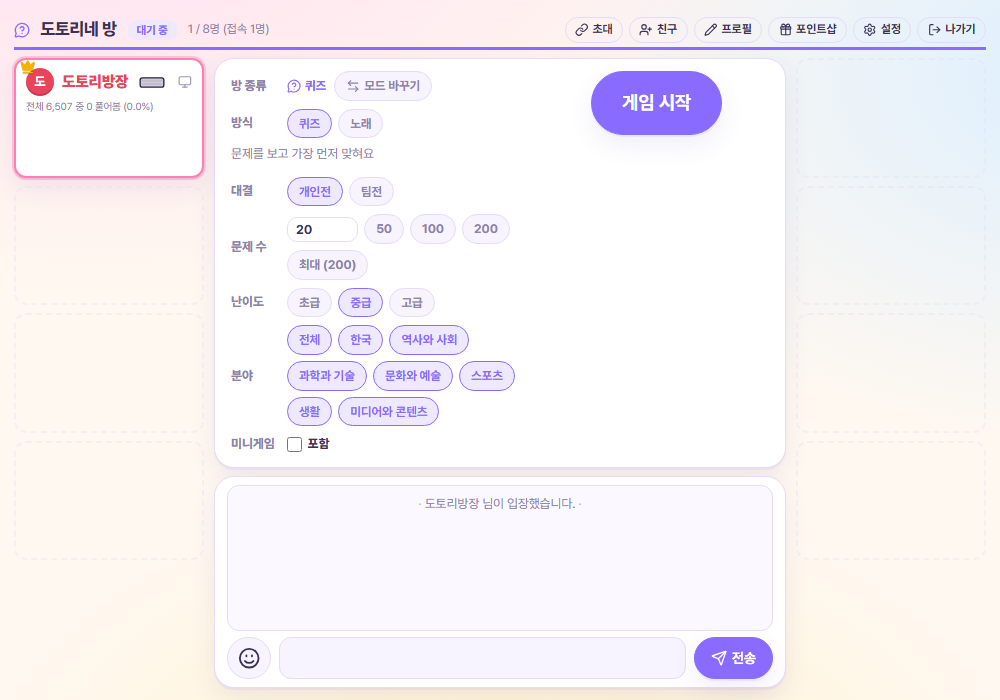 도토리네 방 대기 중 1 / 8명 (접속 1명) 초대 친구 프로필 포인트샵 설정 나가기
도 도토리방장
전체 6,507 중 0 풀어봄 (0.0%)
방 종류 퀴즈 모드 바꾸기
게임 시작
방식 퀴즈 노래
문제를 보고 가장 먼저 맞혀요
대결 개인전 팀전
문제 수 20 50 100 200
최대 (200)
난이도 초급 중급 고급
분야 전체 한국 역사와 사회
과학과 기술 문화와 예술 스포츠
생활 미디어와 콘텐츠
미니게임 포함
· 도토리방장 님이 입장했습니다. ·
전송